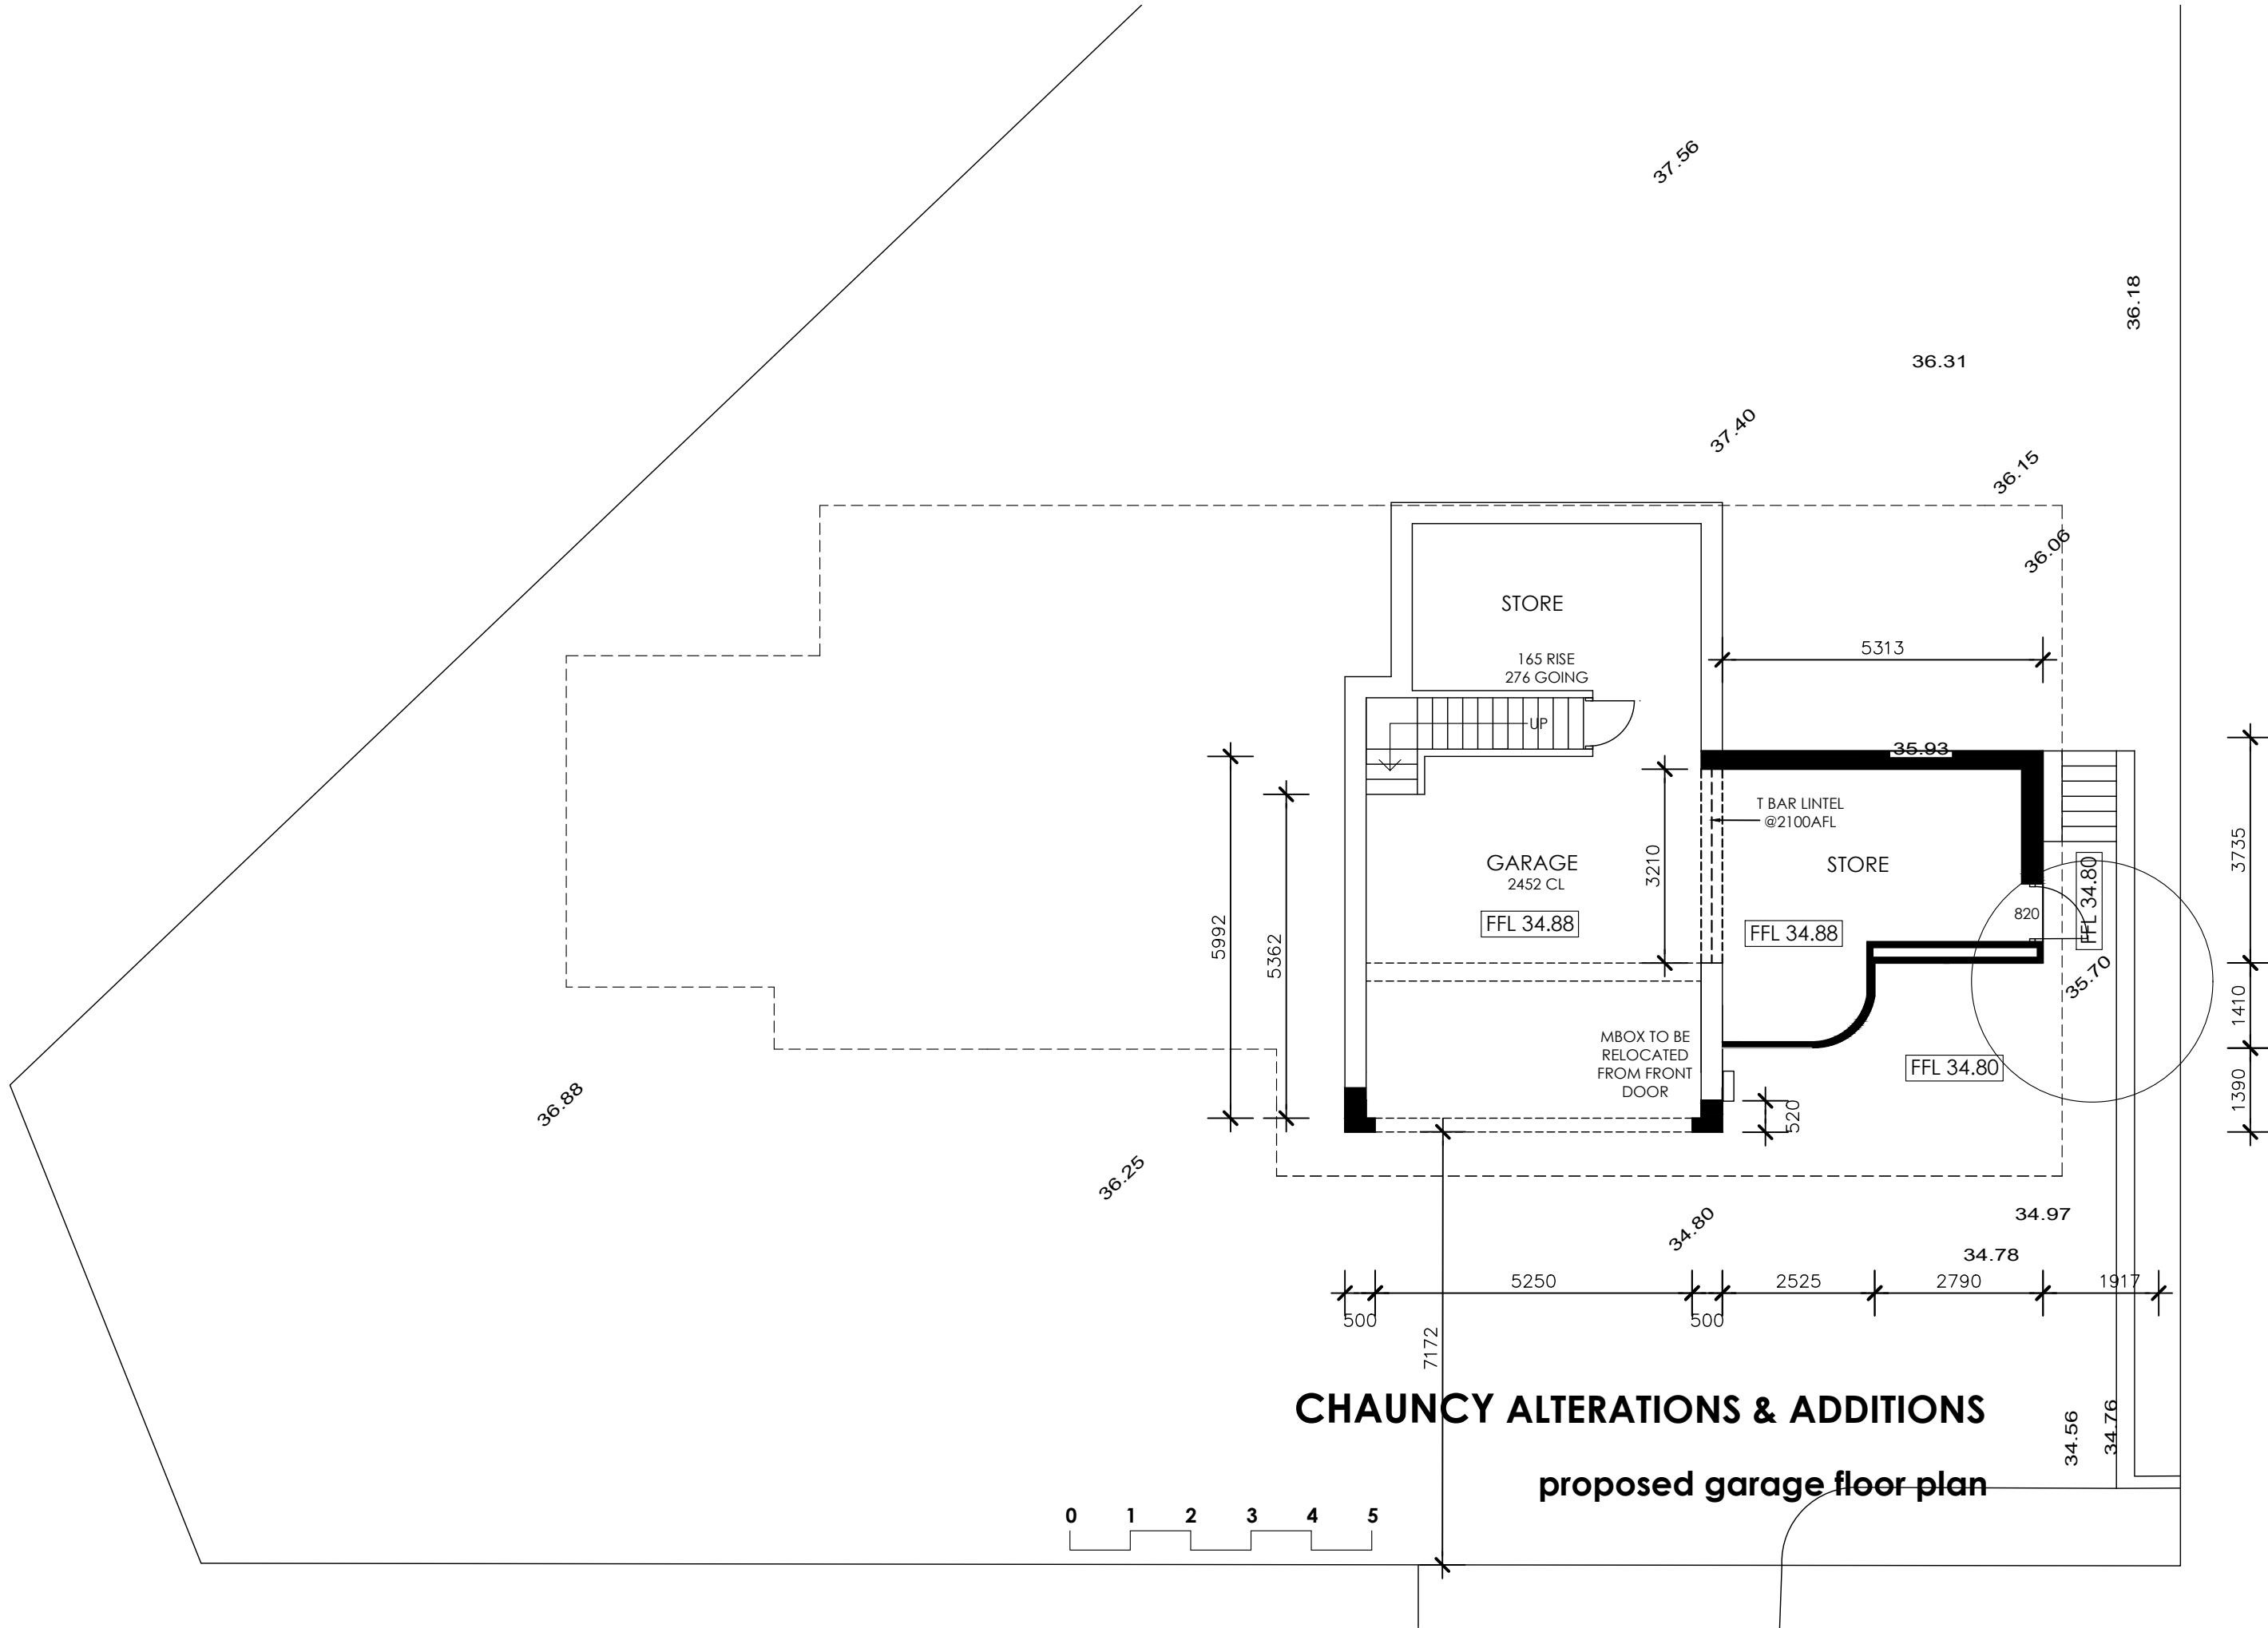 37.56
36.18
36.31
37.40
36.15
36.06
STORE
165 RISE
276 GOING
5313
UP
35.93
T BAR LINTEL
@2100AFL
GARAGE
2452 CL
STORE
3210
3735
FFL 34.80
FFL 34.88
FFL 34.88
820
5992
5362
35.70
1410
MBOX TO BE
RELOCATED
FROM FRONT
DOOR
FFL 34.80
1390
520
36.88
36.25
34.80
34.97
34.78
5250
2525
2790
1917
500
500
7172
CHAUNCY ALTERATIONS & ADDITIONS
34.56
34.76
proposed garage floor plan
0 1 2 3 4 5